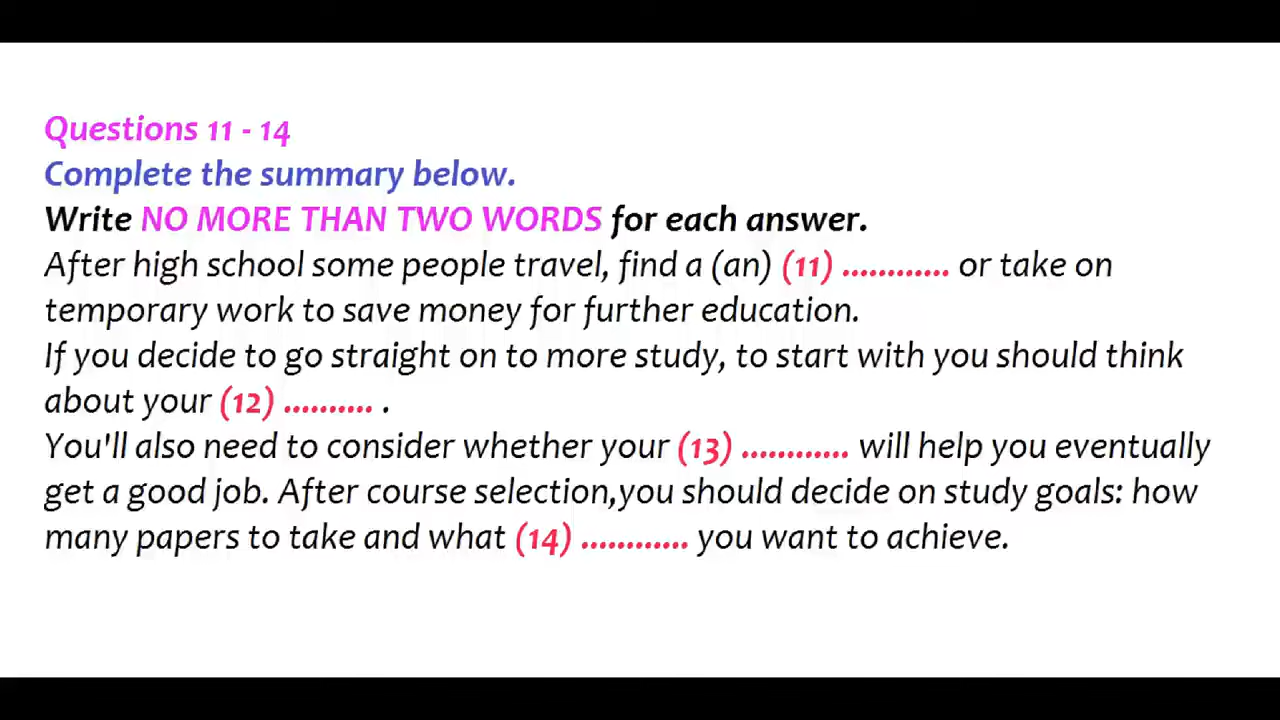 Questions 11 - 14
Complete the summary below.
Write NO MORE THAN TWO WORDS for each answer.
After high school some people travel, find a (an) (11) ............ or take on
temporary work to save money for further education.
If you decide to go straight on to more study, to start with you should think
about your (12) .......... .
You'll also need to consider whether your (13) ............ will help you eventually
get a good job. After course selection,you should decide on study goals: how
many papers to take and what (14) ............ you want to achieve.